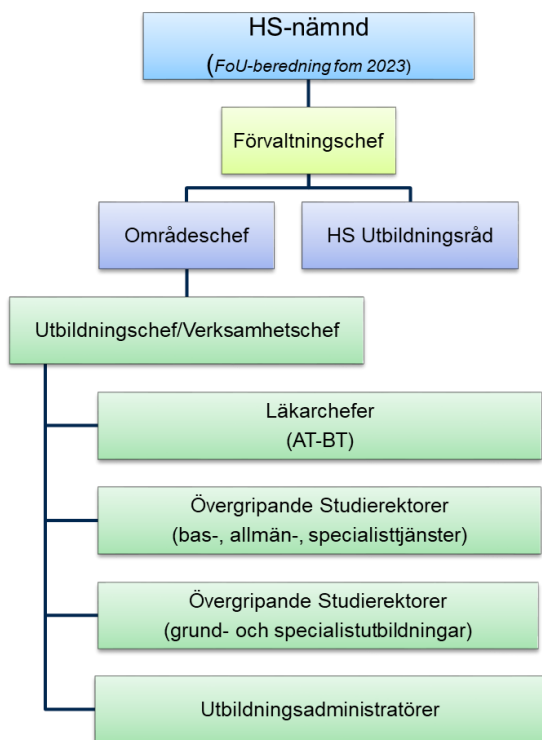 HS-nämnd
(FoU-beredning fom 2023)
Förvaltningschef
Områdeschef
HS Utbildningsråd
Utbildningschef/Verksamhetschef
Läkarchefer
(AT-BT)
Övergripande Studierektorer
(bas-, allmän-, specialisttjänster)
Övergripande Studierektorer
(grund- och specialistutbildningar)
Utbildningsadministratörer